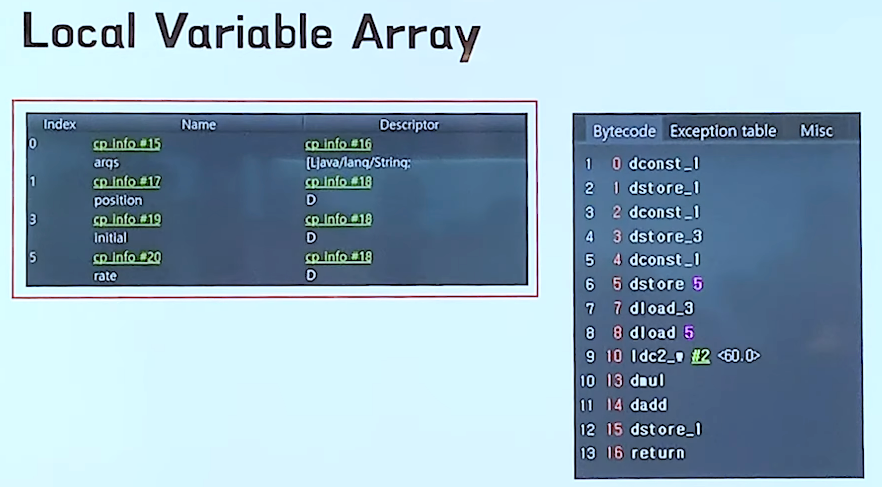 Local Variable Array
Index Name Descriptor
0 cp info #15 cp info #16
args [Ljava/lang/String;
1 cp info #17 cp info #18
position D
3 cp info #19 cp info #18
initial D
5 cp info #20 cp info #18
rate D
Bytecode Exception table Misc
1 0 dconst_1
2 1 dstore_1
3 2 dconst_1
4 3 dstore_3
5 4 dconst_1
6 5 dstore 5
7 7 dload_3
8 8 dload 5
9 10 ldc2_w #2 <60.0>
10 13 dmul
11 14 dadd
12 15 dstore_1
13 16 return